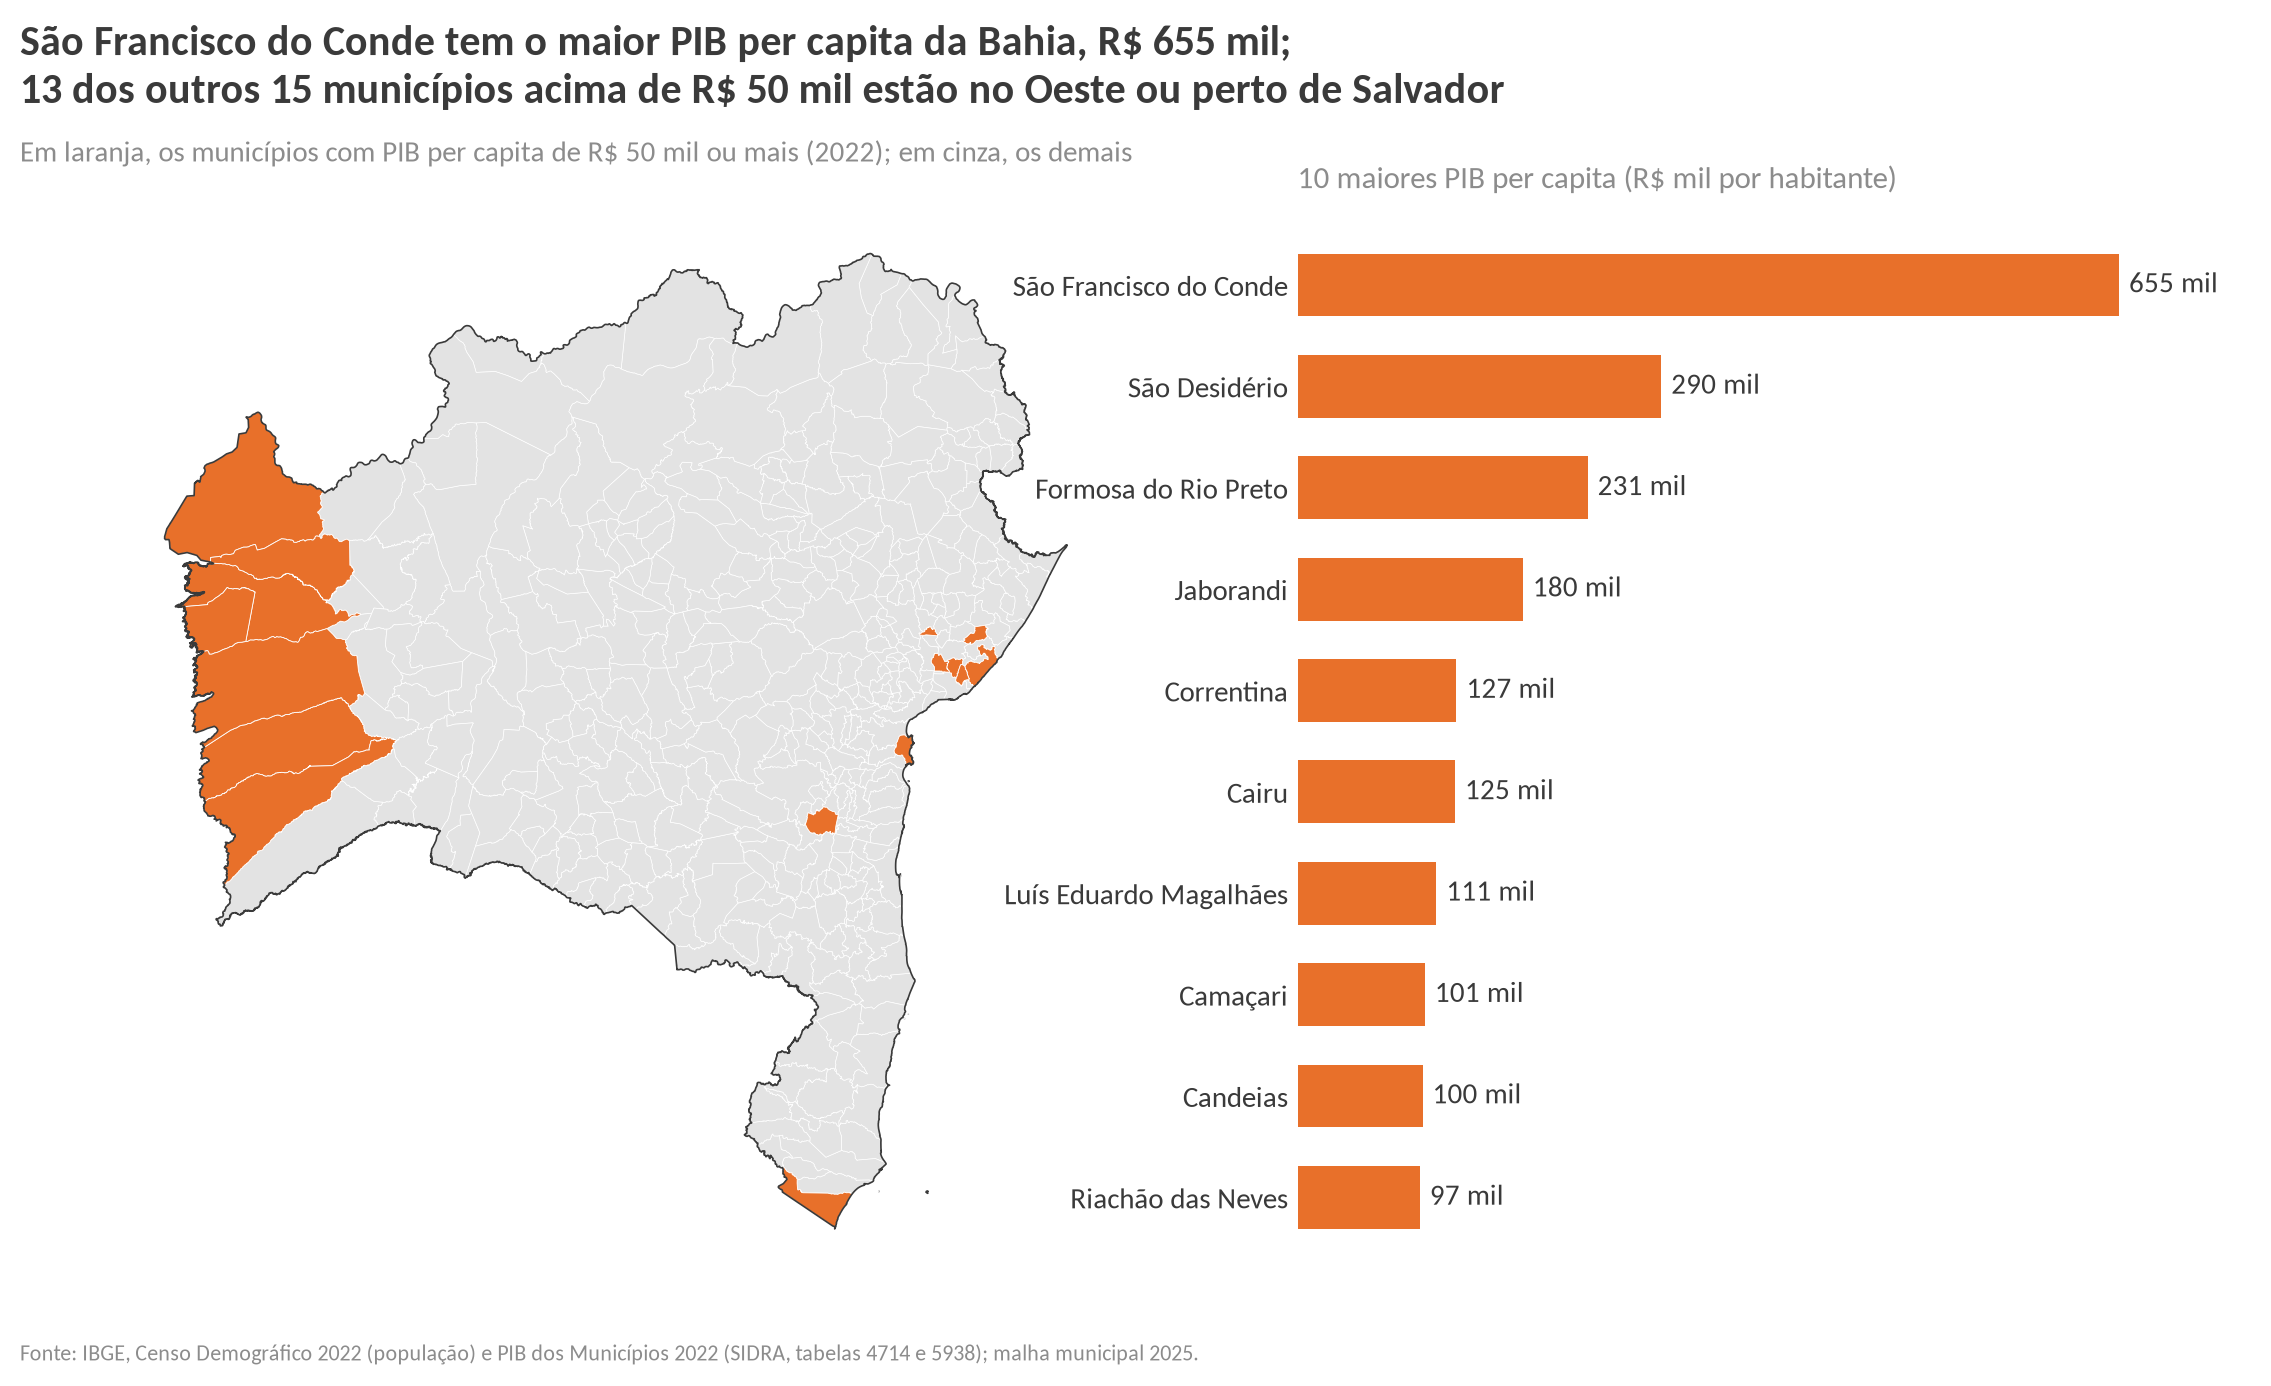 São Francisco do Conde tem o maior PIB per capita da Bahia, R$ 655 mil;
13 dos outros 15 municípios acima de R$ 50 mil estão no Oeste ou perto de Salvador
Em laranja, os municípios com PIB per capita de R$ 50 mil ou mais (2022); em cinza, os demais
10 maiores PIB per capita (R$ mil por habitante)
São Francisco do Conde 655 mil
São Desidério 290 mil
Formosa do Rio Preto 231 mil
Jaborandi 180 mil
Correntina 127 mil
Cairu 125 mil
Luís Eduardo Magalhães 111 mil
Camaçari 101 mil
Candeias 100 mil
Riachão das Neves 97 mil
Fonte: IBGE, Censo Demográfico 2022 (população) e PIB dos Municípios 2022 (SIDRA, tabelas 4714 e 5938); malha municipal 2025.